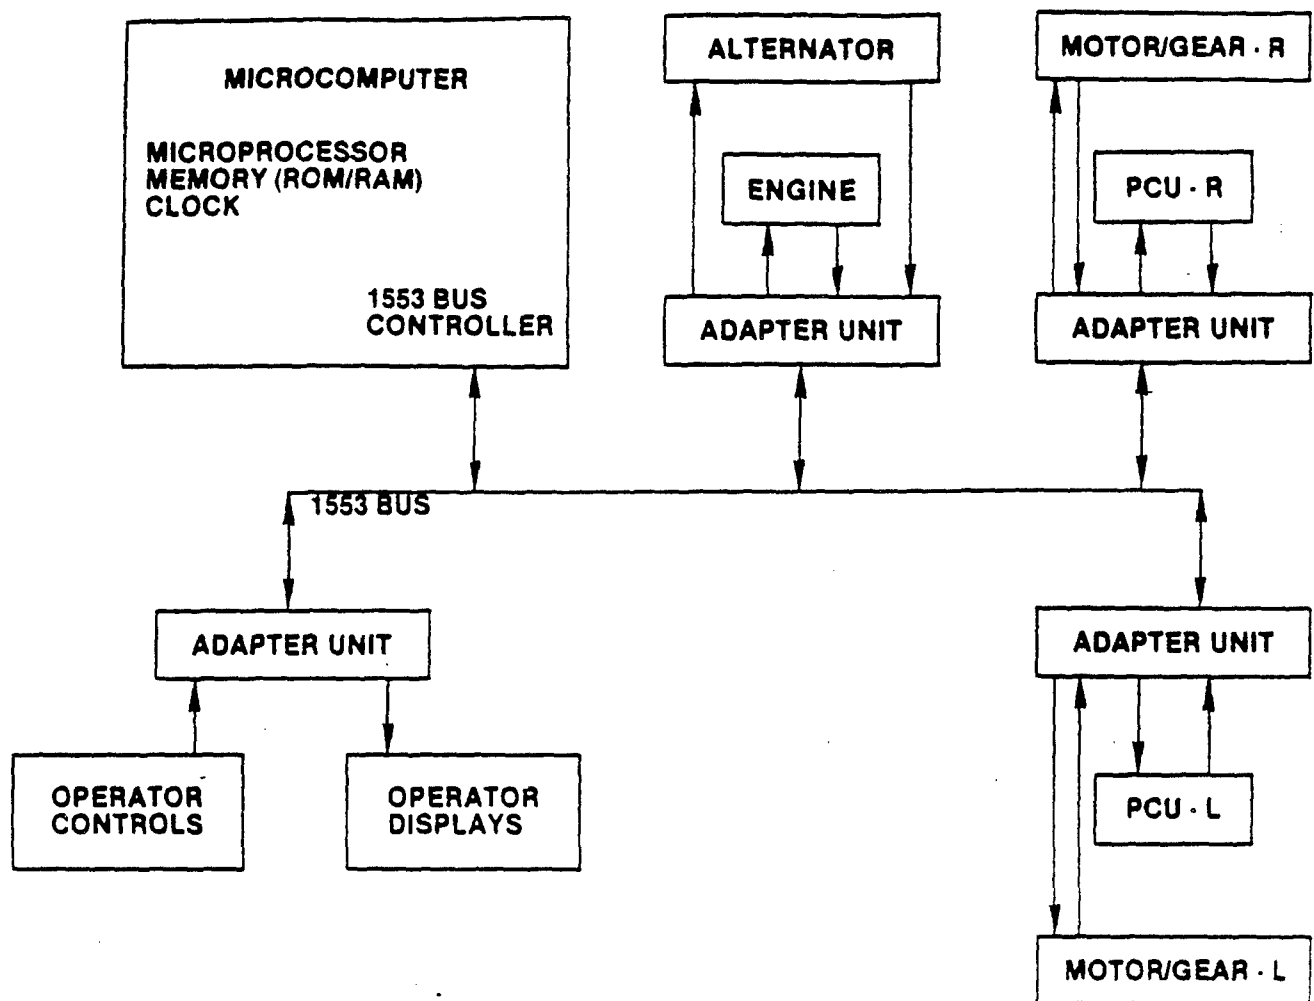 MICROCOMPUTER
MICROPROCESSOR
MEMORY (ROM/RAM)
CLOCK
1553 BUS
CONTROLLER
ALTERNATOR
ENGINE
ADAPTER UNIT
MOTOR/GEAR - R
PCU - R
ADAPTER UNIT
1553 BUS
ADAPTER UNIT
OPERATOR
CONTROLS
OPERATOR
DISPLAYS
ADAPTER UNIT
PCU - L
MOTOR/GEAR - L